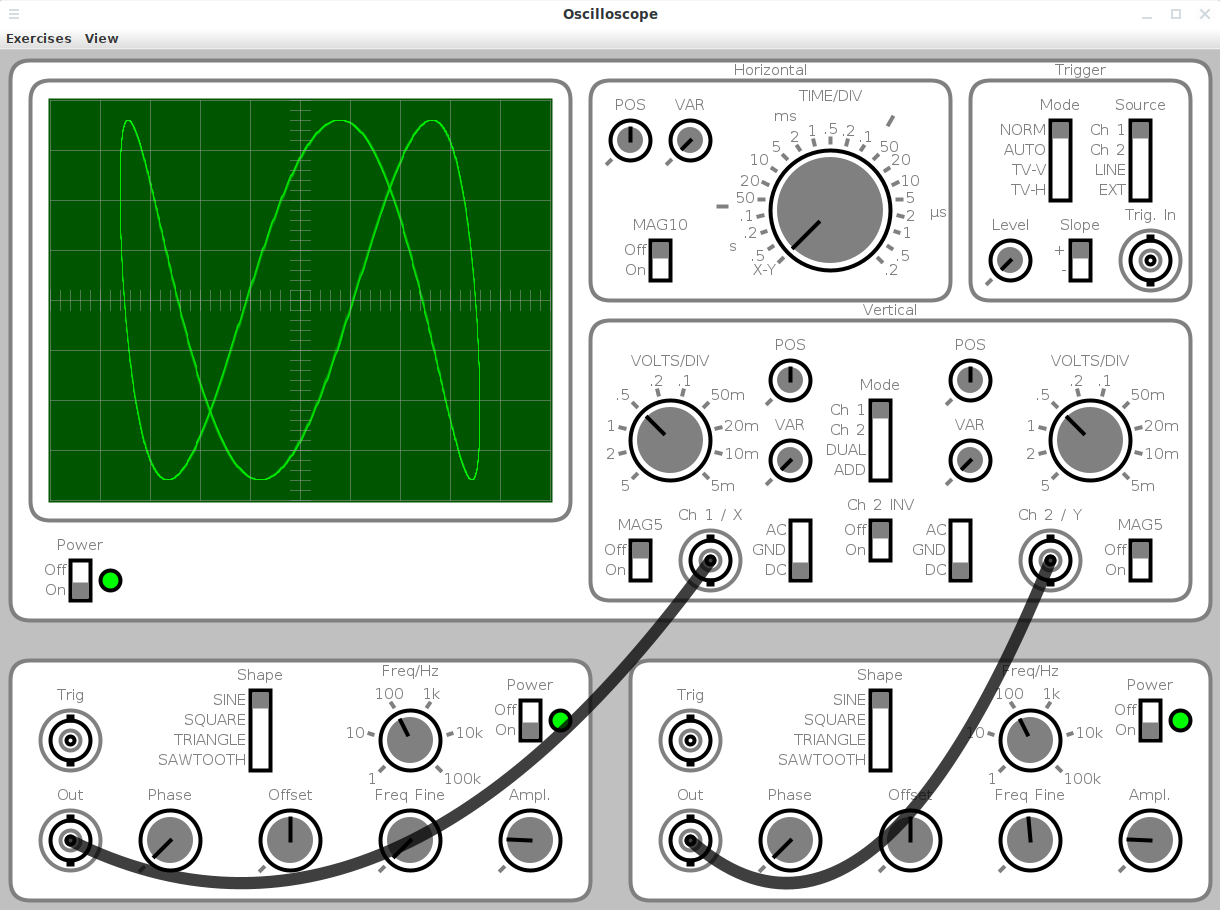 Oscilloscope
Exercises View
Horizontal
Trigger
POS VAR TIME/DIV
ms
.5 .2 .1 50 20 10 5 2 1 .5 .2
µs
1 2 5 10 20 50 .1 .2 .5 X-Y
s
MAG10
Off
On
Mode
NORM
AUTO
TV-V
TV-H
Source
Ch 1
Ch 2
LINE
EXT
Level
Slope
+
-
Trig. In
Vertical
VOLTS/DIV
5 2 1 .5 .2 .1 50m 20m 10m 5m
POS
VAR
Mode
Ch 1
Ch 2
DUAL
ADD
POS
VAR
VOLTS/DIV
5 2 1 .5 .2 .1 50m 20m 10m 5m
MAG5
Off
On
Ch 1 / X
AC
GND
DC
Ch 2 INV
Off
On
AC
GND
DC
Ch 2 / Y
MAG5
Off
On
Power
Off
On
Trig
Shape
SINE
SQUARE
TRIANGLE
SAWTOOTH
Freq/Hz
1 10 100 1k 10k 100k
Power
Off
On
Out
Phase
Offset
Freq Fine
Ampl.
Trig
Shape
SINE
SQUARE
TRIANGLE
SAWTOOTH
Freq/Hz
1 10 100 1k 10k 100k
Power
Off
On
Out
Phase
Offset
Freq Fine
Ampl.